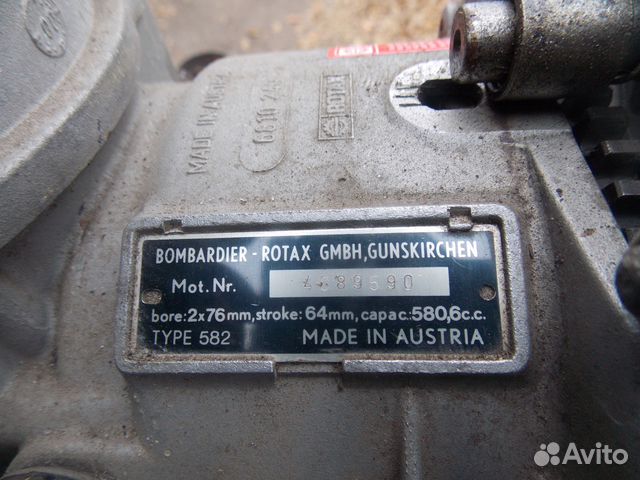 MADE IN AUSTRIA
ROTAX
BOMBARDIER - ROTAX GMBH,GUNSKIRCHEN
Mot. Nr.
bore:2x76mm,stroke: 64mm, capac.:580,6c.c.
TYPE 582 MADE IN AUSTRIA
Avito